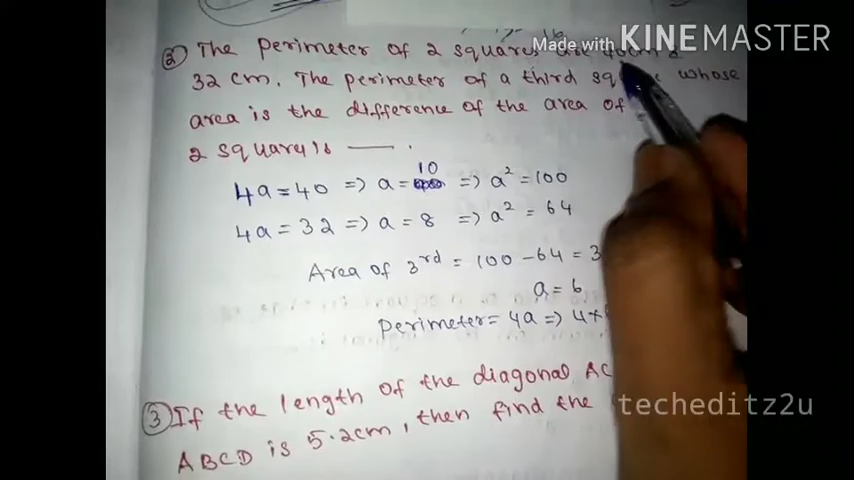 Made with KINEMASTER
② The perimeter of 2 squares are 40cm &
32 cm. The perimeter of a third square whose
area is the difference of the area of
2 squares is —— .
4a = 40 => a = 10 => a² = 100
4a = 32 => a = 8 => a² = 64
Area of 3rd = 100 - 64 = 3
a = 6
Perimeter = 4a => 4×
③ If the length of the diagonal AC
ABCD is 5.2cm, then find the
techeditz2u